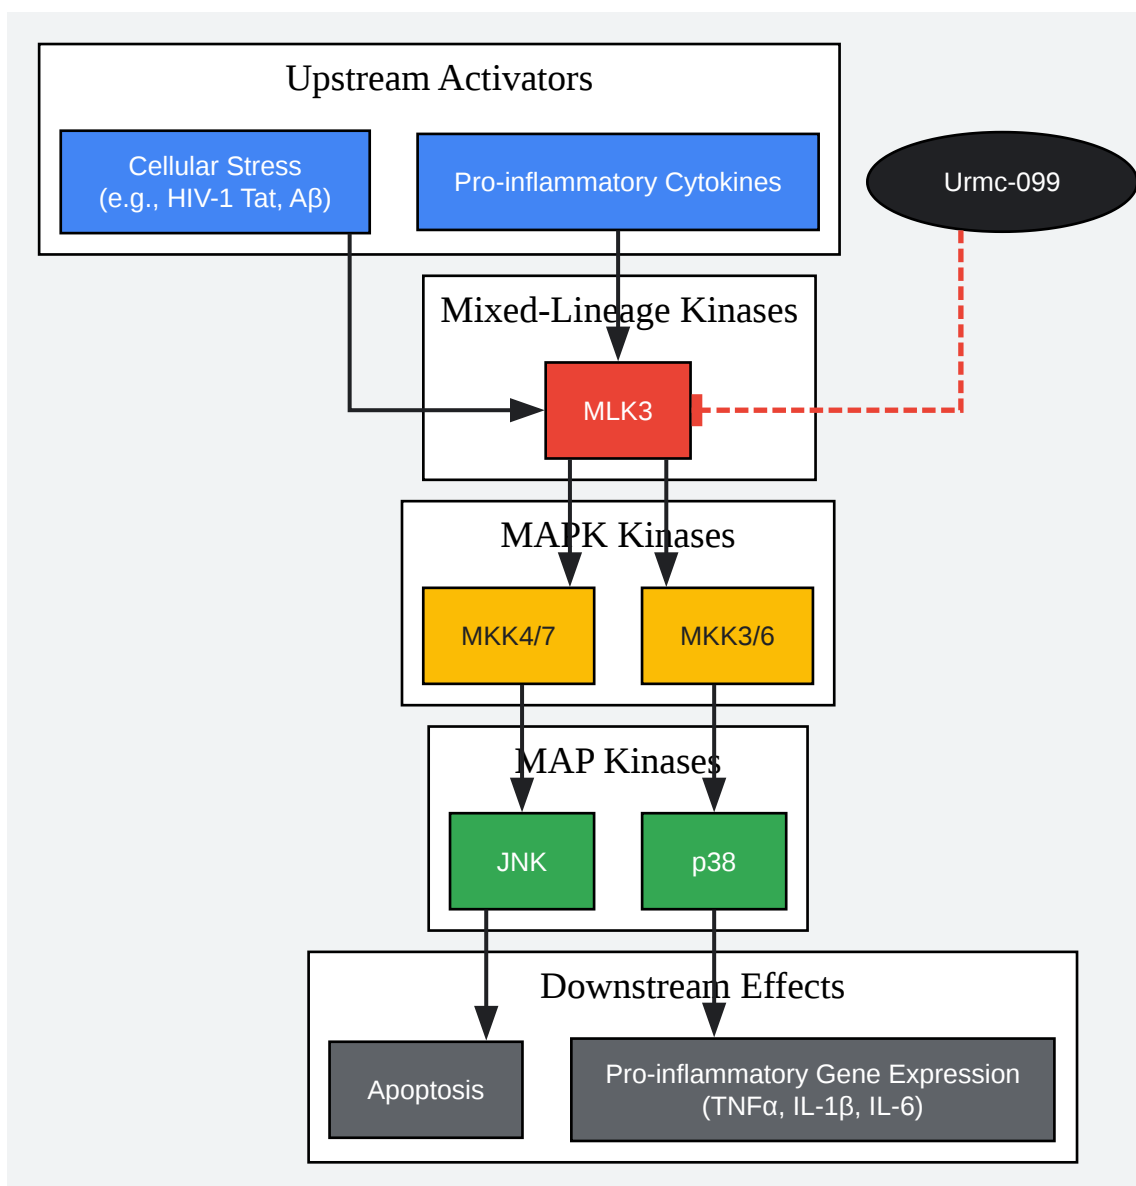 Upstream Activators
Cellular Stress
(e.g., HIV-1 Tat, Aβ)
Pro-inflammatory Cytokines
Urmc-099
Mixed-Lineage Kinases
MLK3
MAPK Kinases
MKK4/7
MKK3/6
MAP Kinases
JNK
p38
Downstream Effects
Apoptosis
Pro-inflammatory Gene Expression
(TNFα, IL-1β, IL-6)